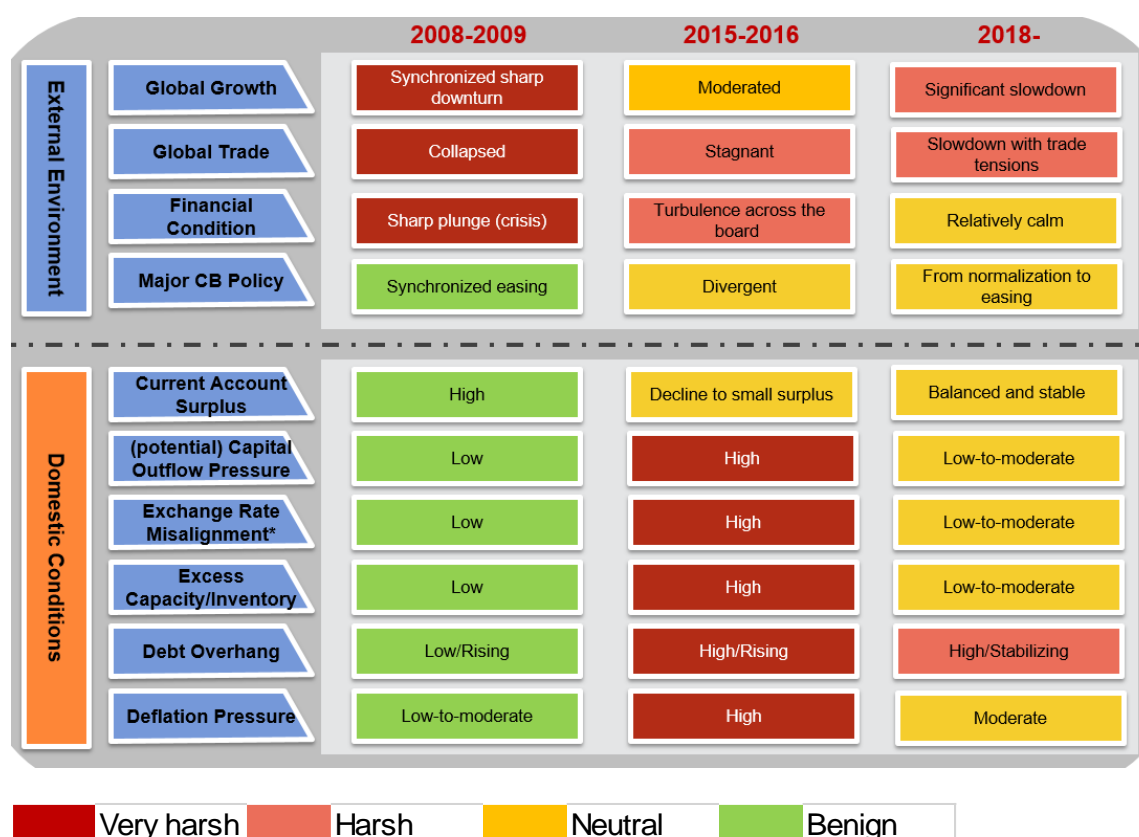 2008-2009
2015-2016
2018-
External Environment
Global Growth
Synchronized sharp
downturn
Moderated
Significant slowdown
Global Trade
Collapsed
Stagnant
Slowdown with trade
tensions
Financial
Condition
Sharp plunge (crisis)
Turbulence across the
board
Relatively calm
Major CB Policy
Synchronized easing
Divergent
From normalization to
easing
Domestic Conditions
Current Account
Surplus
High
Decline to small surplus
Balanced and stable
(potential) Capital
Outflow Pressure
Low
High
Low-to-moderate
Exchange Rate
Misalignment*
Low
High
Low-to-moderate
Excess
Capacity/Inventory
Low
High
Low-to-moderate
Debt Overhang
Low/Rising
High/Rising
High/Stabilizing
Deflation Pressure
Low-to-moderate
High
Moderate
Very harsh
Harsh
Neutral
Benign